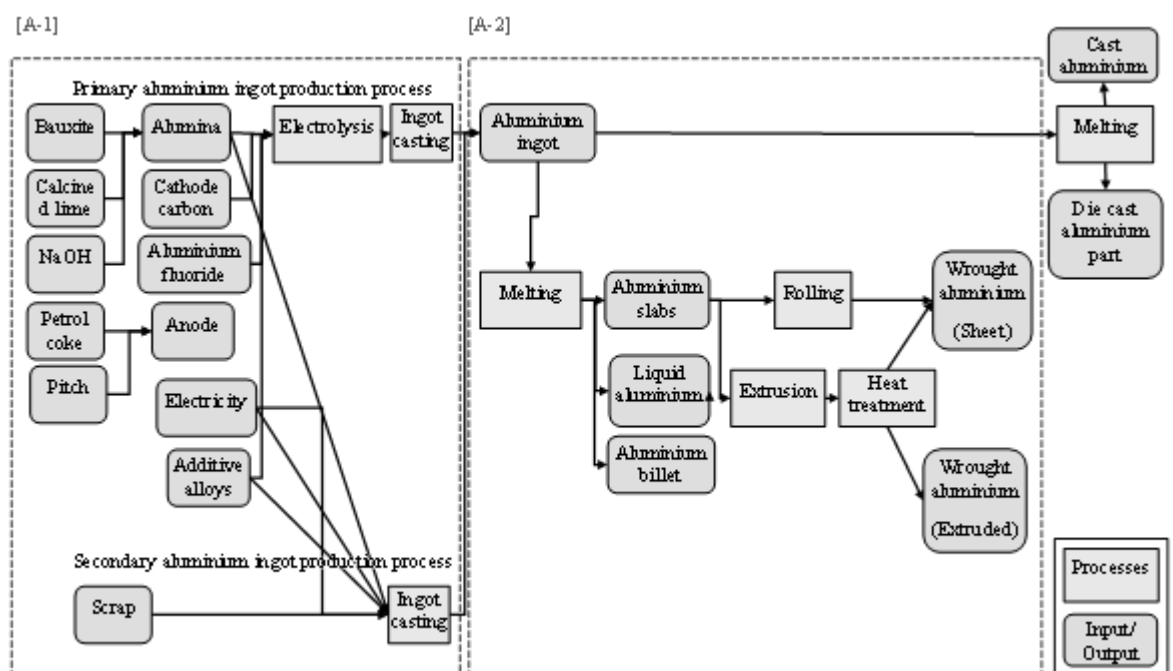 [A-1]
[A-2]
Cast
aluminium
Primary aluminium ingot production process
Bauxite
Alumina
Electrolysis
Ingot
casting
Aluminium
ingot
Melting
Calcine
d lime
Cathode
carbon
Die cast
aluminium
part
NaOH
Aluminium
fluoride
Melting
Aluminium
slabs
Rolling
Wrought
aluminium
(Sheet)
Petrol
coke
Anode
Pitch
Liquid
aluminium
Extrusion
Heat
treatment
Electricity
Additive
alloys
Aluminium
billet
Wrought
aluminium
(Extruded)
Secondary aluminium ingot production process
Scrap
Ingot
casting
Processes
Input/
Output